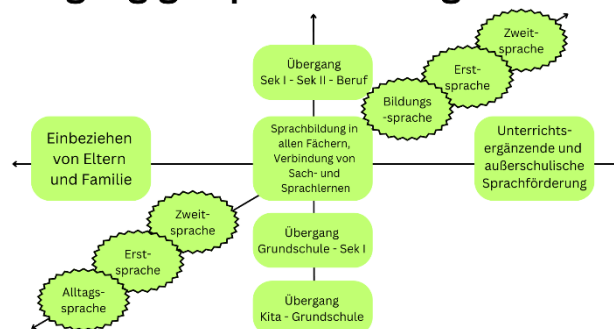 Zweit-
sprache
Übergang
Sek I - Sek II - Beruf
Erst-
sprache
Bildungs
-sprache
Einbeziehen
von Eltern
und Familie
Sprachbildung in
allen Fächern,
Verbindung von
Sach- und
Sprachlernen
Unterrichts-
ergänzende und
außerschulische
Sprachförderung
Zweit-
sprache
Übergang
Grundschule - Sek I
Erst-
sprache
Alltags-
sprache
Übergang
Kita - Grundschule